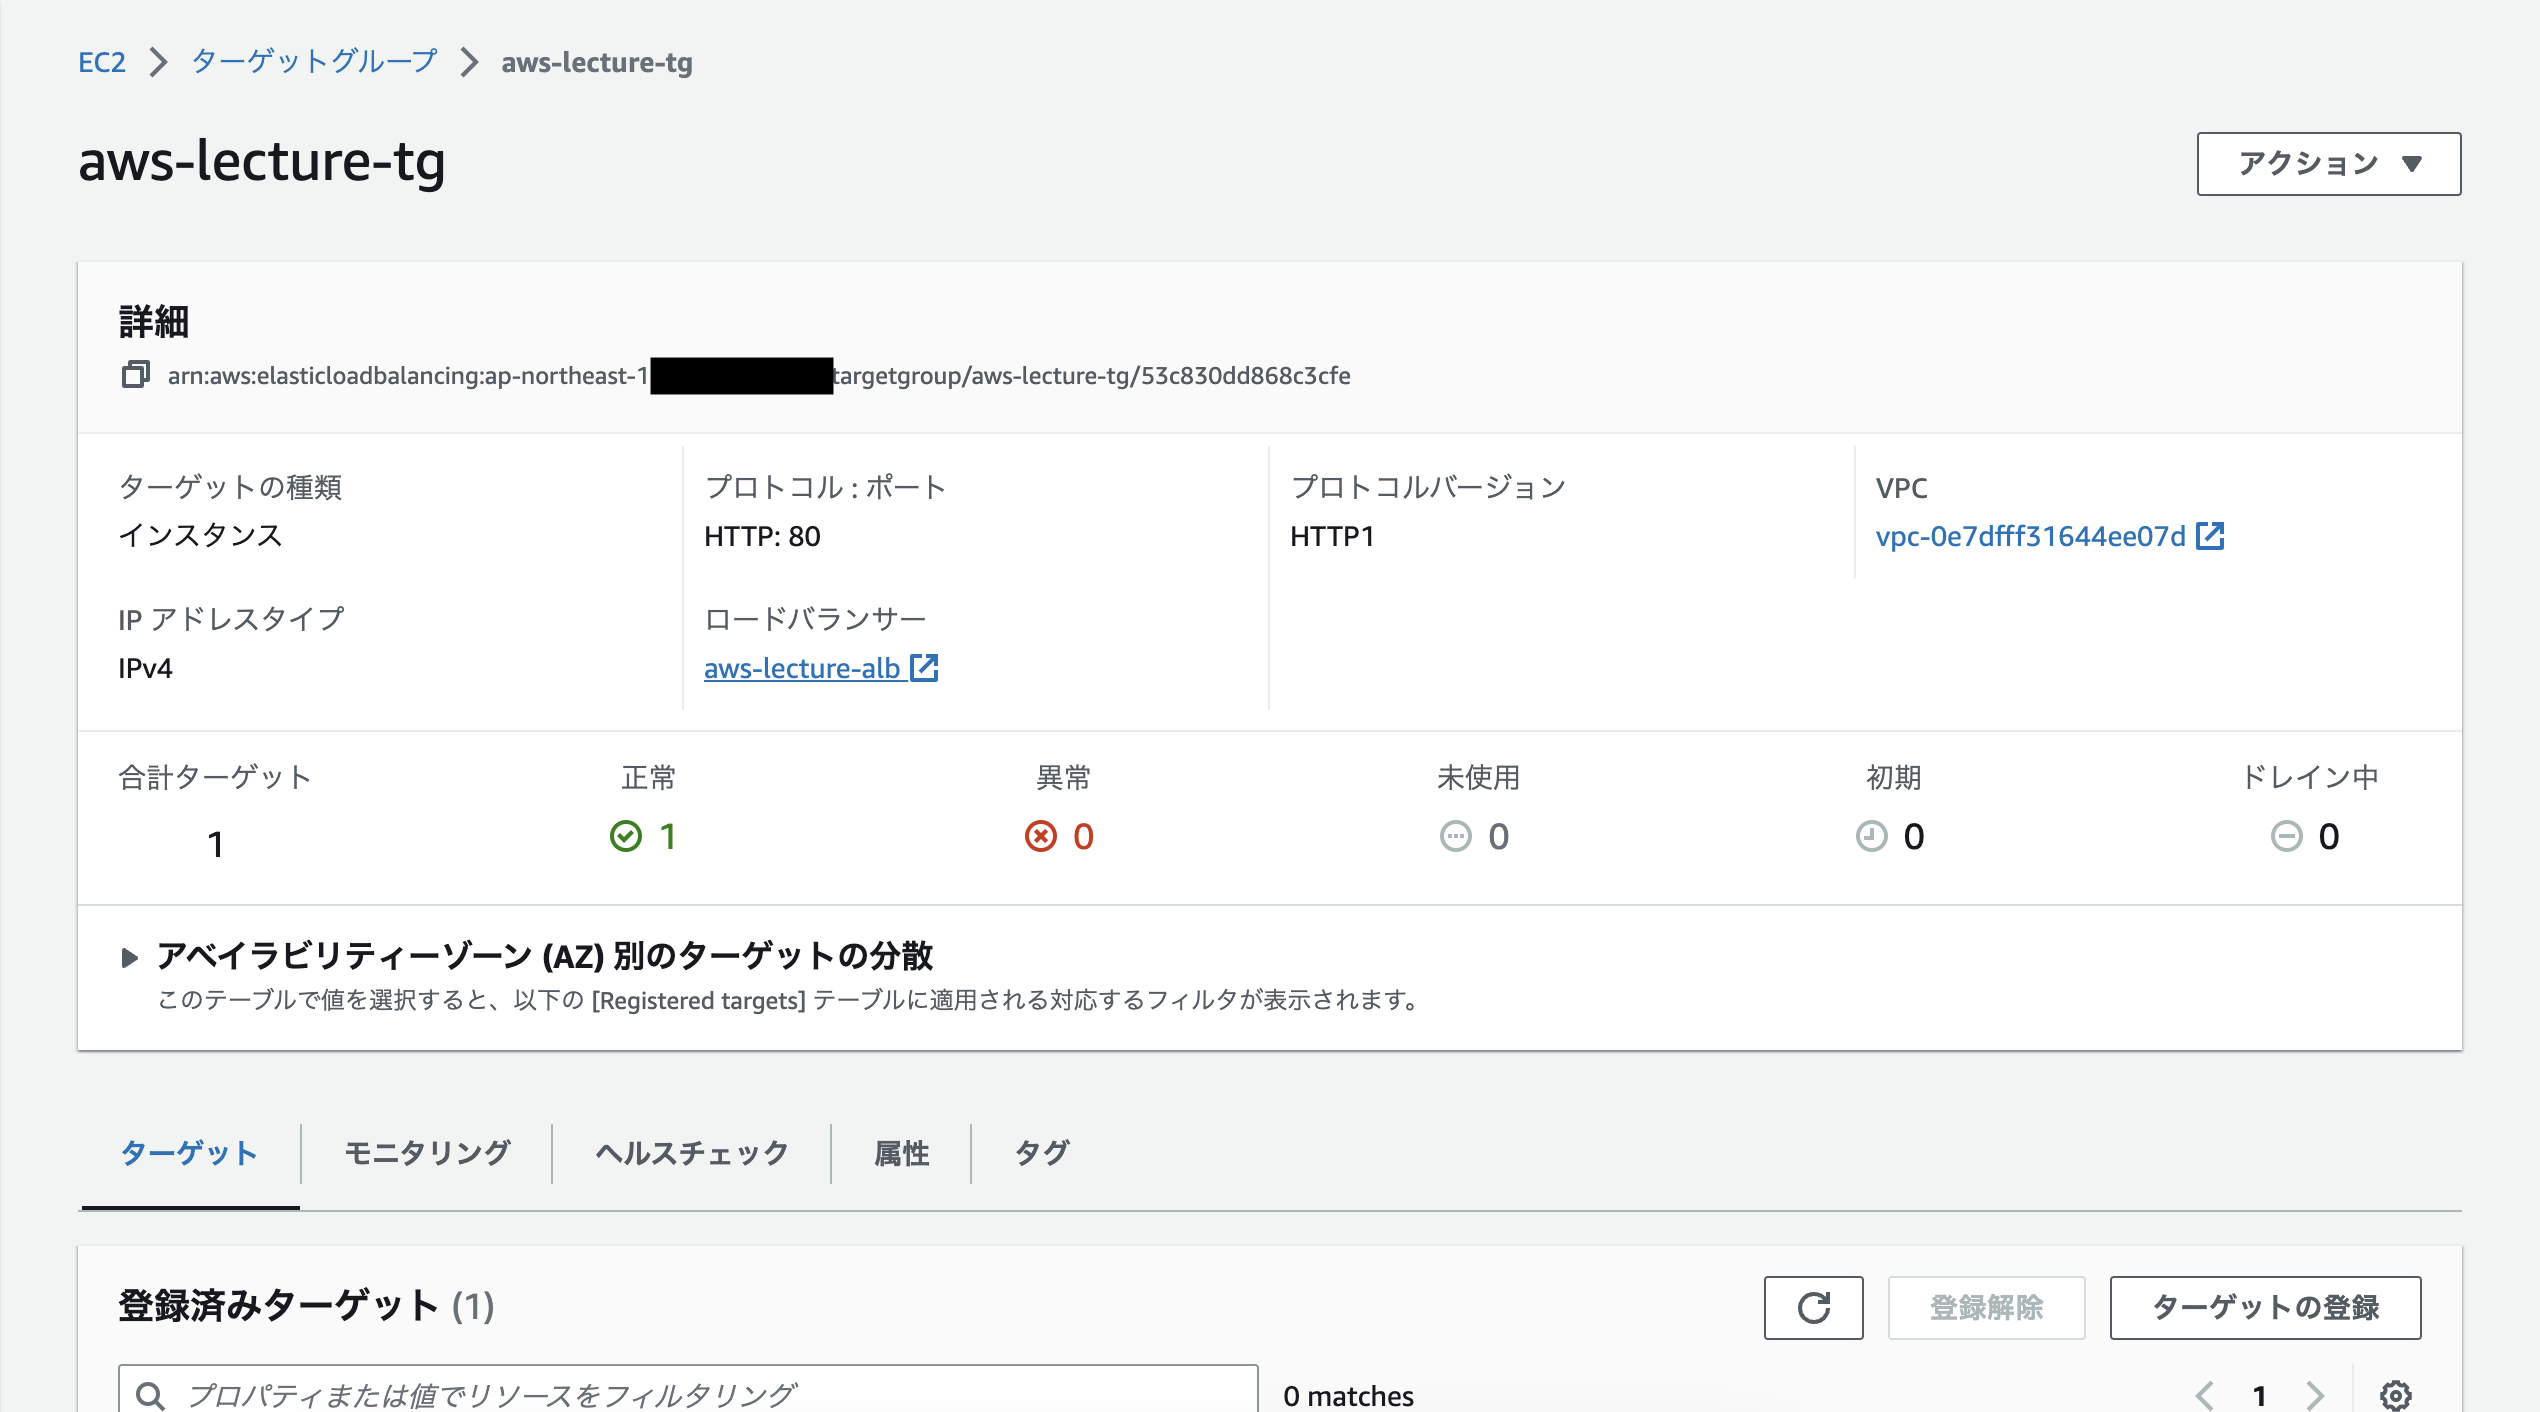 EC2 ターゲットグループ aws-lecture-tg
aws-lecture-tg
アクション
詳細
arn:aws:elasticloadbalancing:ap-northeast-1 targetgroup/aws-lecture-tg/53c830dd868c3cfe
ターゲットの種類
インスタンス
プロトコル : ポート
HTTP: 80
プロトコルバージョン
HTTP1
VPC
vpc-0e7dfff31644ee07d
IP アドレスタイプ
IPv4
ロードバランサー
aws-lecture-alb
合計ターゲット
1
正常
1
異常
0
未使用
0
初期
0
ドレイン中
0
アベイラビリティーゾーン (AZ) 別のターゲットの分散
このテーブルで値を選択すると、以下の [Registered targets] テーブルに適用される対応するフィルタが表示されます。
ターゲット モニタリング ヘルスチェック 属性 タグ
登録済みターゲット (1)
登録解除
ターゲットの登録
プロパティまたは値でリソースをフィルタリング
0 matches
1